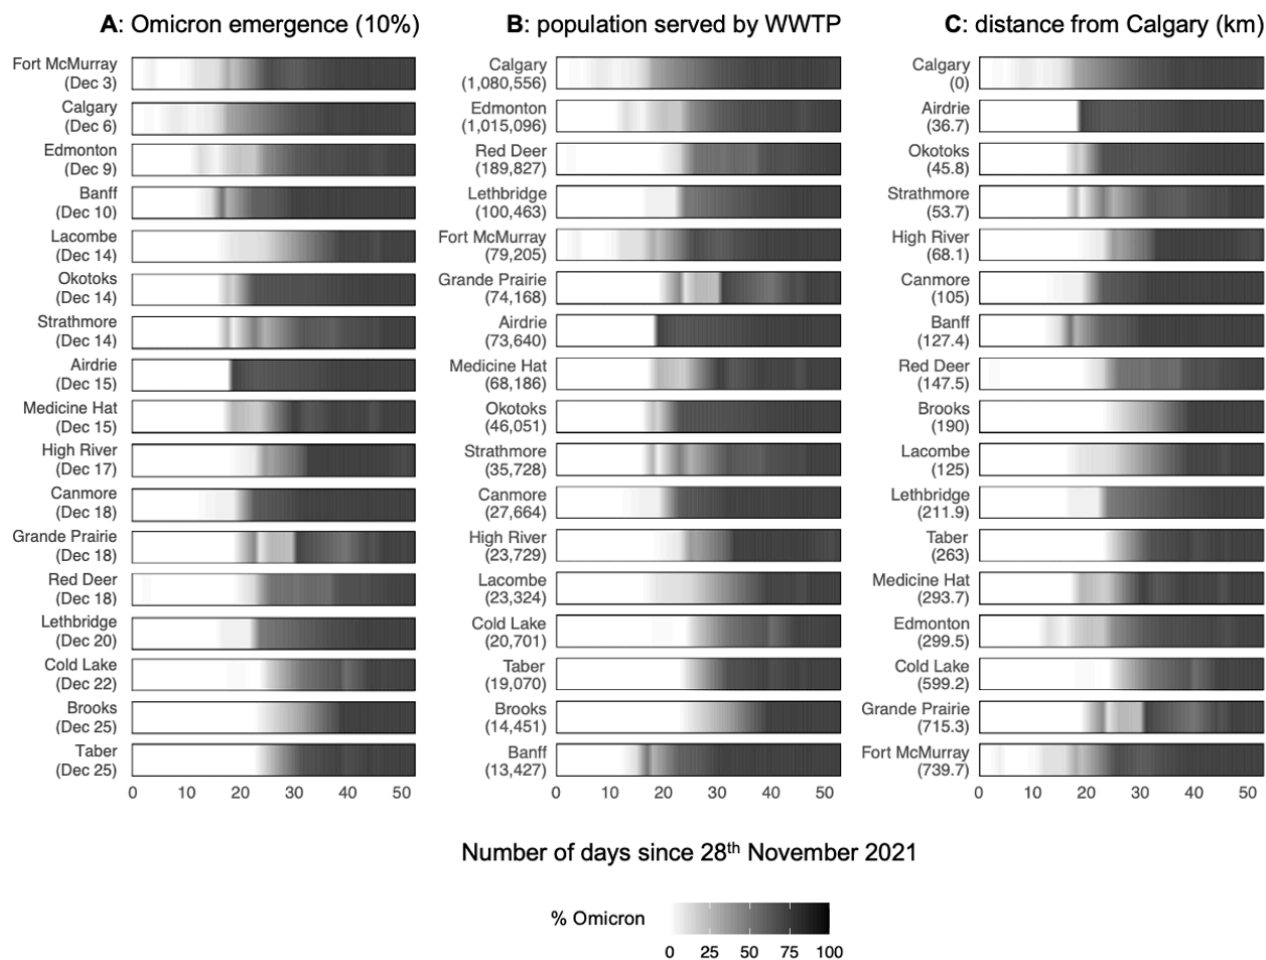 A: Omicron emergence (10%)
Fort McMurray
(Dec 3)
Calgary
(Dec 6)
Edmonton
(Dec 9)
Banff
(Dec 10)
Lacombe
(Dec 14)
Okotoks
(Dec 14)
Strathmore
(Dec 14)
Airdrie
(Dec 15)
Medicine Hat
(Dec 15)
High River
(Dec 17)
Canmore
(Dec 18)
Grande Prairie
(Dec 18)
Red Deer
(Dec 18)
Lethbridge
(Dec 20)
Cold Lake
(Dec 22)
Brooks
(Dec 25)
Taber
(Dec 25)
0 10 20 30 40 50
B: population served by WWTP
Calgary
(1,080,556)
Edmonton
(1,015,096)
Red Deer
(189,827)
Lethbridge
(100,463)
Fort McMurray
(79,205)
Grande Prairie
(74,168)
Airdrie
(73,640)
Medicine Hat
(68,186)
Okotoks
(46,051)
Strathmore
(35,728)
Canmore
(27,664)
High River
(23,729)
Lacombe
(23,324)
Cold Lake
(20,701)
Taber
(19,070)
Brooks
(14,451)
Banff
(13,427)
0 10 20 30 40 50
C: distance from Calgary (km)
Calgary
(0)
Airdrie
(36.7)
Okotoks
(45.8)
Strathmore
(53.7)
High River
(68.1)
Canmore
(105)
Banff
(127.4)
Red Deer
(147.5)
Brooks
(190)
Lacombe
(125)
Lethbridge
(211.9)
Taber
(263)
Medicine Hat
(293.7)
Edmonton
(299.5)
Cold Lake
(599.2)
Grande Prairie
(715.3)
Fort McMurray
(739.7)
0 10 20 30 40 50
Number of days since 28th November 2021
% Omicron
0 25 50 75 100